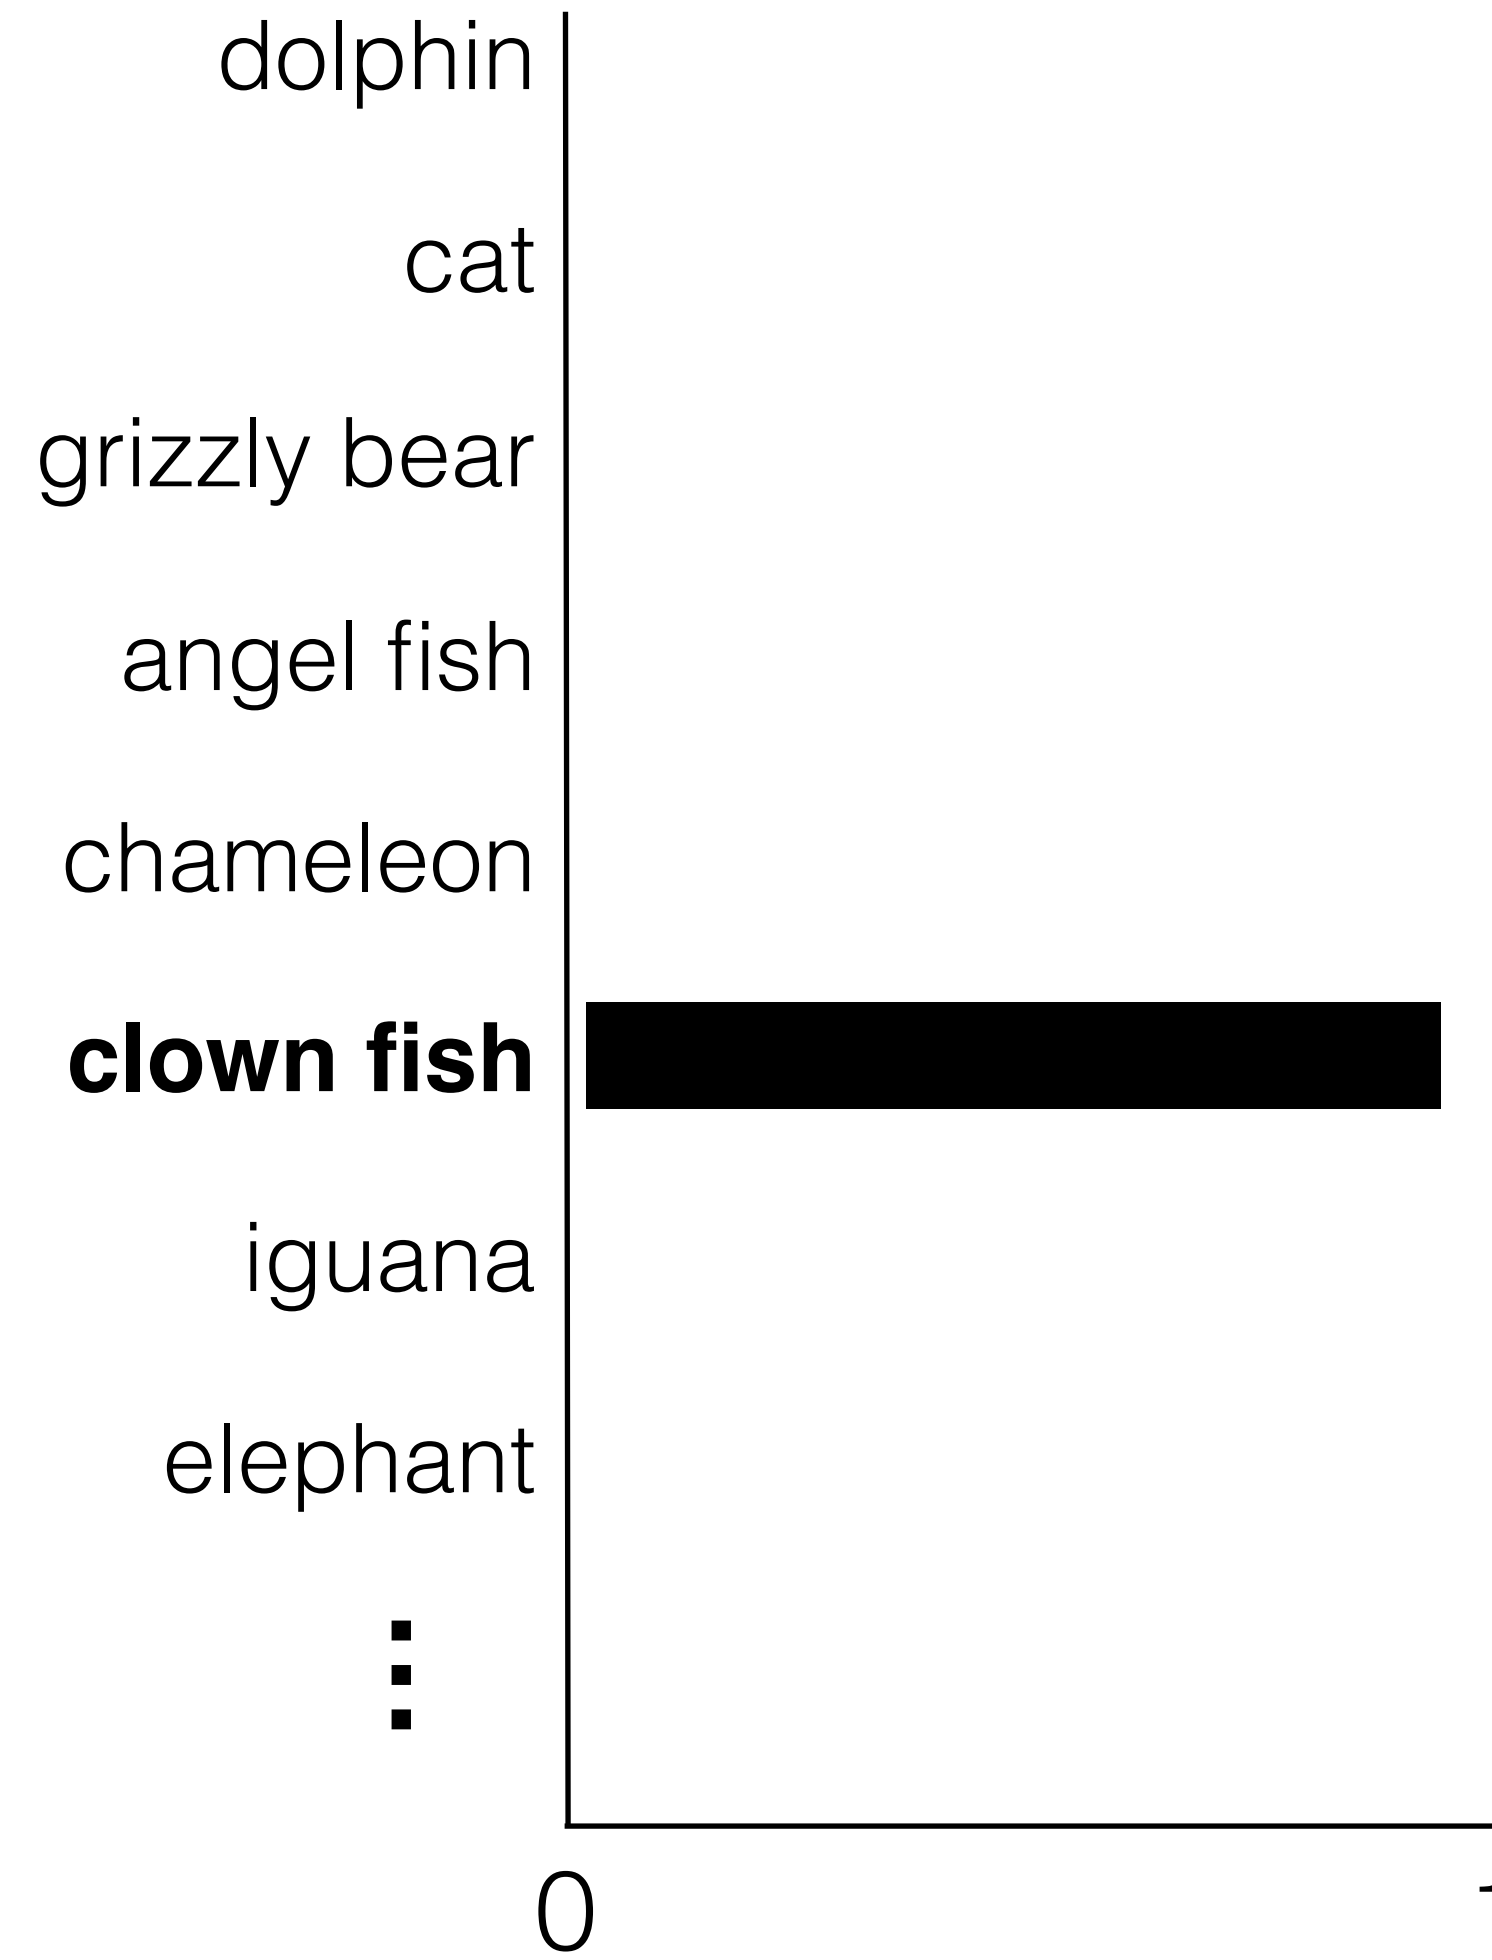 dolphin
cat
grizzly bear
angel fish
chameleon
clown fish
iguana
elephant
⋮
0